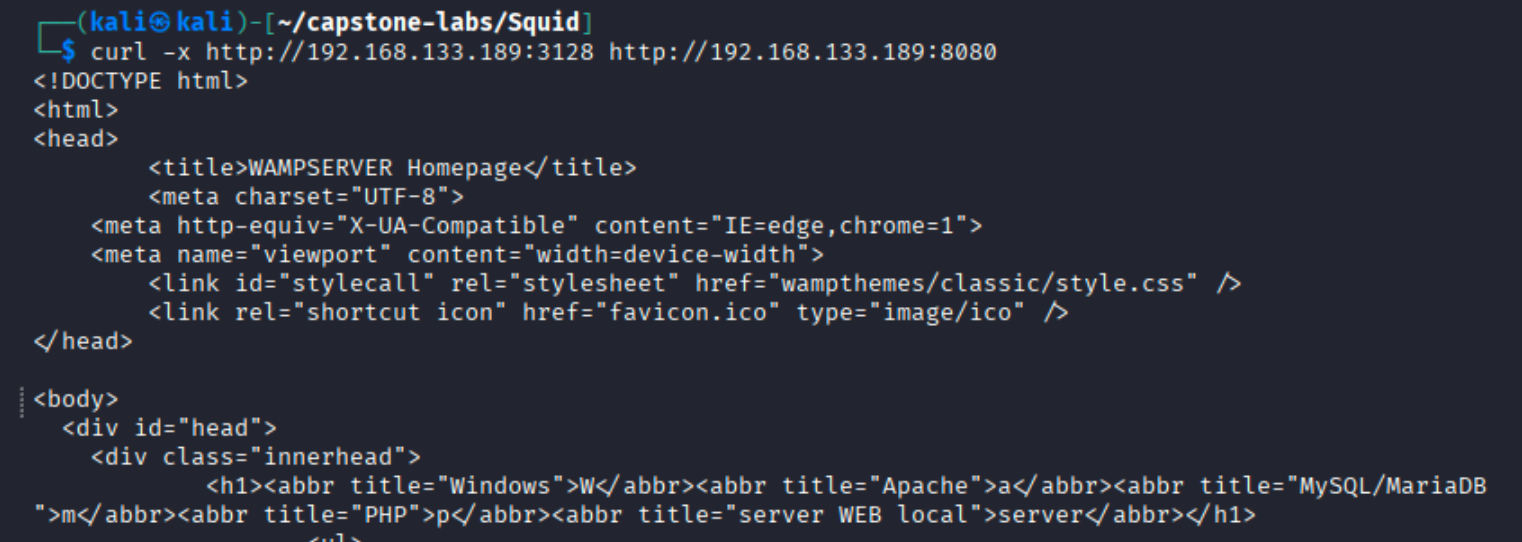 (kali㉿kali)-[~/capstone-labs/Squid]
$ curl -x http://192.168.133.189:3128 http://192.168.133.189:8080
<!DOCTYPE html>
<html>
<head>
        <title>WAMPSERVER Homepage</title>
        <meta charset="UTF-8">
    <meta http-equiv="X-UA-Compatible" content="IE=edge,chrome=1">
    <meta name="viewport" content="width=device-width">
        <link id="stylecall" rel="stylesheet" href="wampthemes/classic/style.css" />
        <link rel="shortcut icon" href="favicon.ico" type="image/ico" />
</head>
<body>
  <div id="head">
    <div class="innerhead">
            <h1><abbr title="Windows">W</abbr><abbr title="Apache">a</abbr><abbr title="MySQL/MariaDB
">m</abbr><abbr title="PHP">p</abbr><abbr title="server WEB local">server</abbr></h1>
                   <ul>